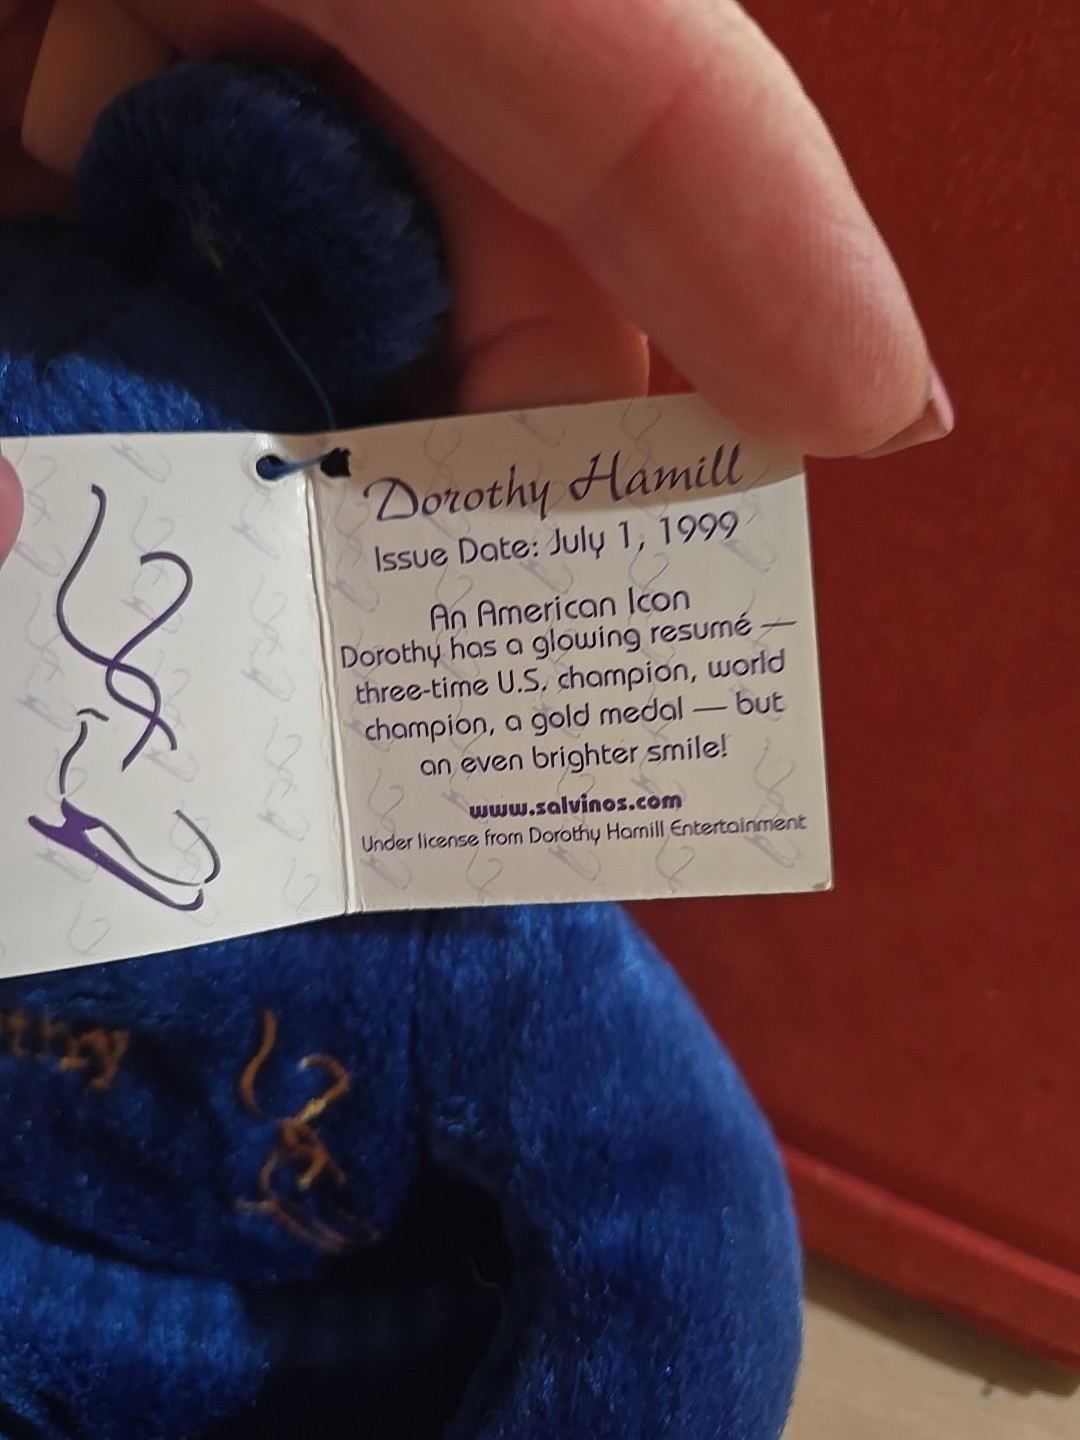 Dorothy Hamill
Issue Date: July 1, 1999
An American Icon
Dorothy has a glowing resumé —
three-time U.S. champion, world
champion, a gold medal — but
an even brighter smile!
www.salvinos.com
Under license from Dorothy Hamill Entertainment